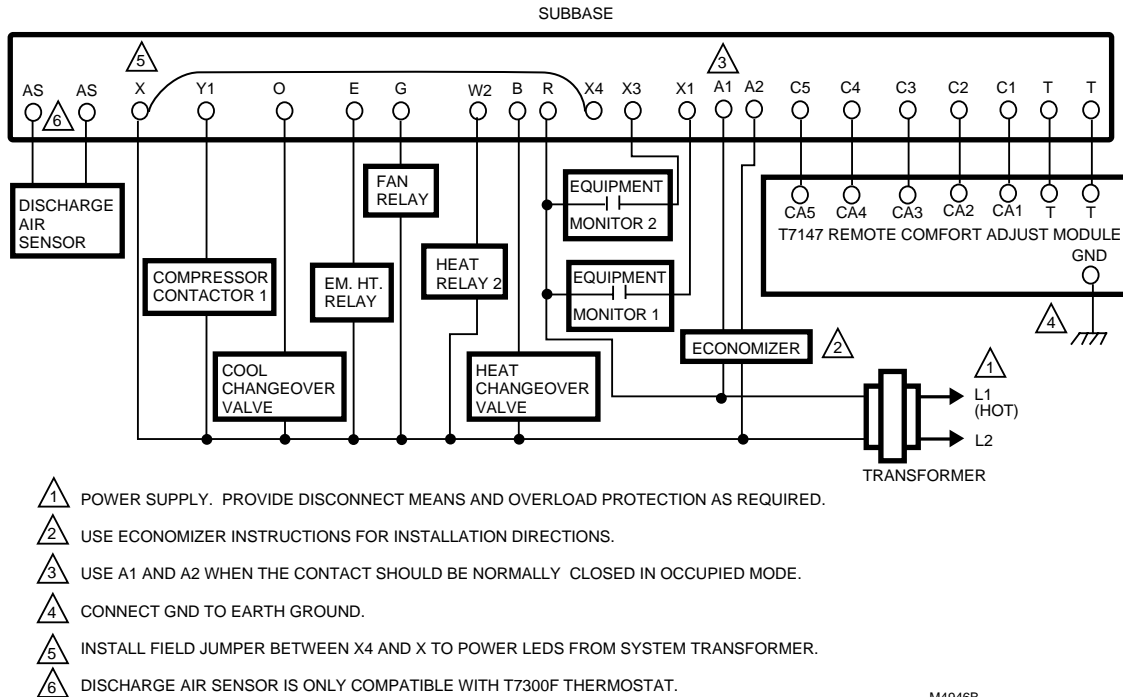 SUBBASE
5 3
AS AS X Y1 O E G W2 B R X4 X3 X1 A1 A2 C5 C4 C3 C2 C1 T T
6
DISCHARGE
AIR
SENSOR
FAN
RELAY
EQUIPMENT
MONITOR 2
CA5 CA4 CA3 CA2 CA1 T T
T7147 REMOTE COMFORT ADJUST MODULE
GND
COMPRESSOR
CONTACTOR 1
EM. HT.
RELAY
HEAT
RELAY 2
EQUIPMENT
MONITOR 1
4
ECONOMIZER 2
COOL
CHANGEOVER
VALVE
HEAT
CHANGEOVER
VALVE
1
L1
(HOT)
L2
TRANSFORMER
1 POWER SUPPLY. PROVIDE DISCONNECT MEANS AND OVERLOAD PROTECTION AS REQUIRED.
2 USE ECONOMIZER INSTRUCTIONS FOR INSTALLATION DIRECTIONS.
3 USE A1 AND A2 WHEN THE CONTACT SHOULD BE NORMALLY CLOSED IN OCCUPIED MODE.
4 CONNECT GND TO EARTH GROUND.
5 INSTALL FIELD JUMPER BETWEEN X4 AND X TO POWER LEDS FROM SYSTEM TRANSFORMER.
6 DISCHARGE AIR SENSOR IS ONLY COMPATIBLE WITH T7300F THERMOSTAT.